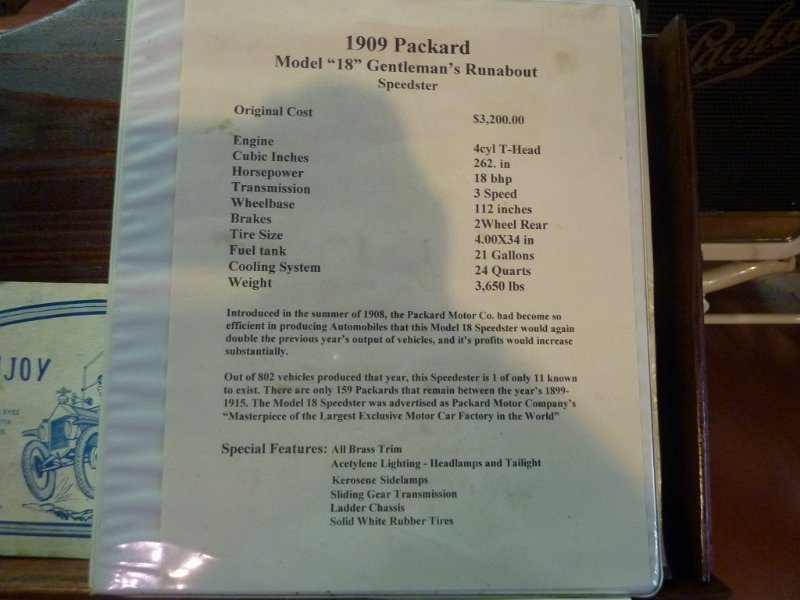 1909 Packard
Model "18" Gentleman's Runabout
Speedster
Original Cost $3,200.00
Engine 4cyl T-Head
Cubic Inches 262. in
Horsepower 18 bhp
Transmission 3 Speed
Wheelbase 112 inches
Brakes 2Wheel Rear
Tire Size 4.00X34 in
Fuel tank 21 Gallons
Cooling System 24 Quarts
Weight 3,650 lbs
Introduced in the summer of 1908, the Packard Motor Co. had become so
efficient in producing Automobiles that this Model 18 Speedster would again
double the previous year's output of vehicles, and it's profits would increase
substantially.
Out of 802 vehicles produced that year, this Speedester is 1 of only 11 known
to exist. There are only 159 Packards that remain between the year's 1899-
1915. The Model 18 Speedster was advertised as Packard Motor Company's
"Masterpiece of the Largest Exclusive Motor Car Factory in the World"
Special Features: All Brass Trim
Acetylene Lighting - Headlamps and Tailight
Kerosene Sidelamps
Sliding Gear Transmission
Ladder Chassis
Solid White Rubber Tires
Packa
NJOY
EYES